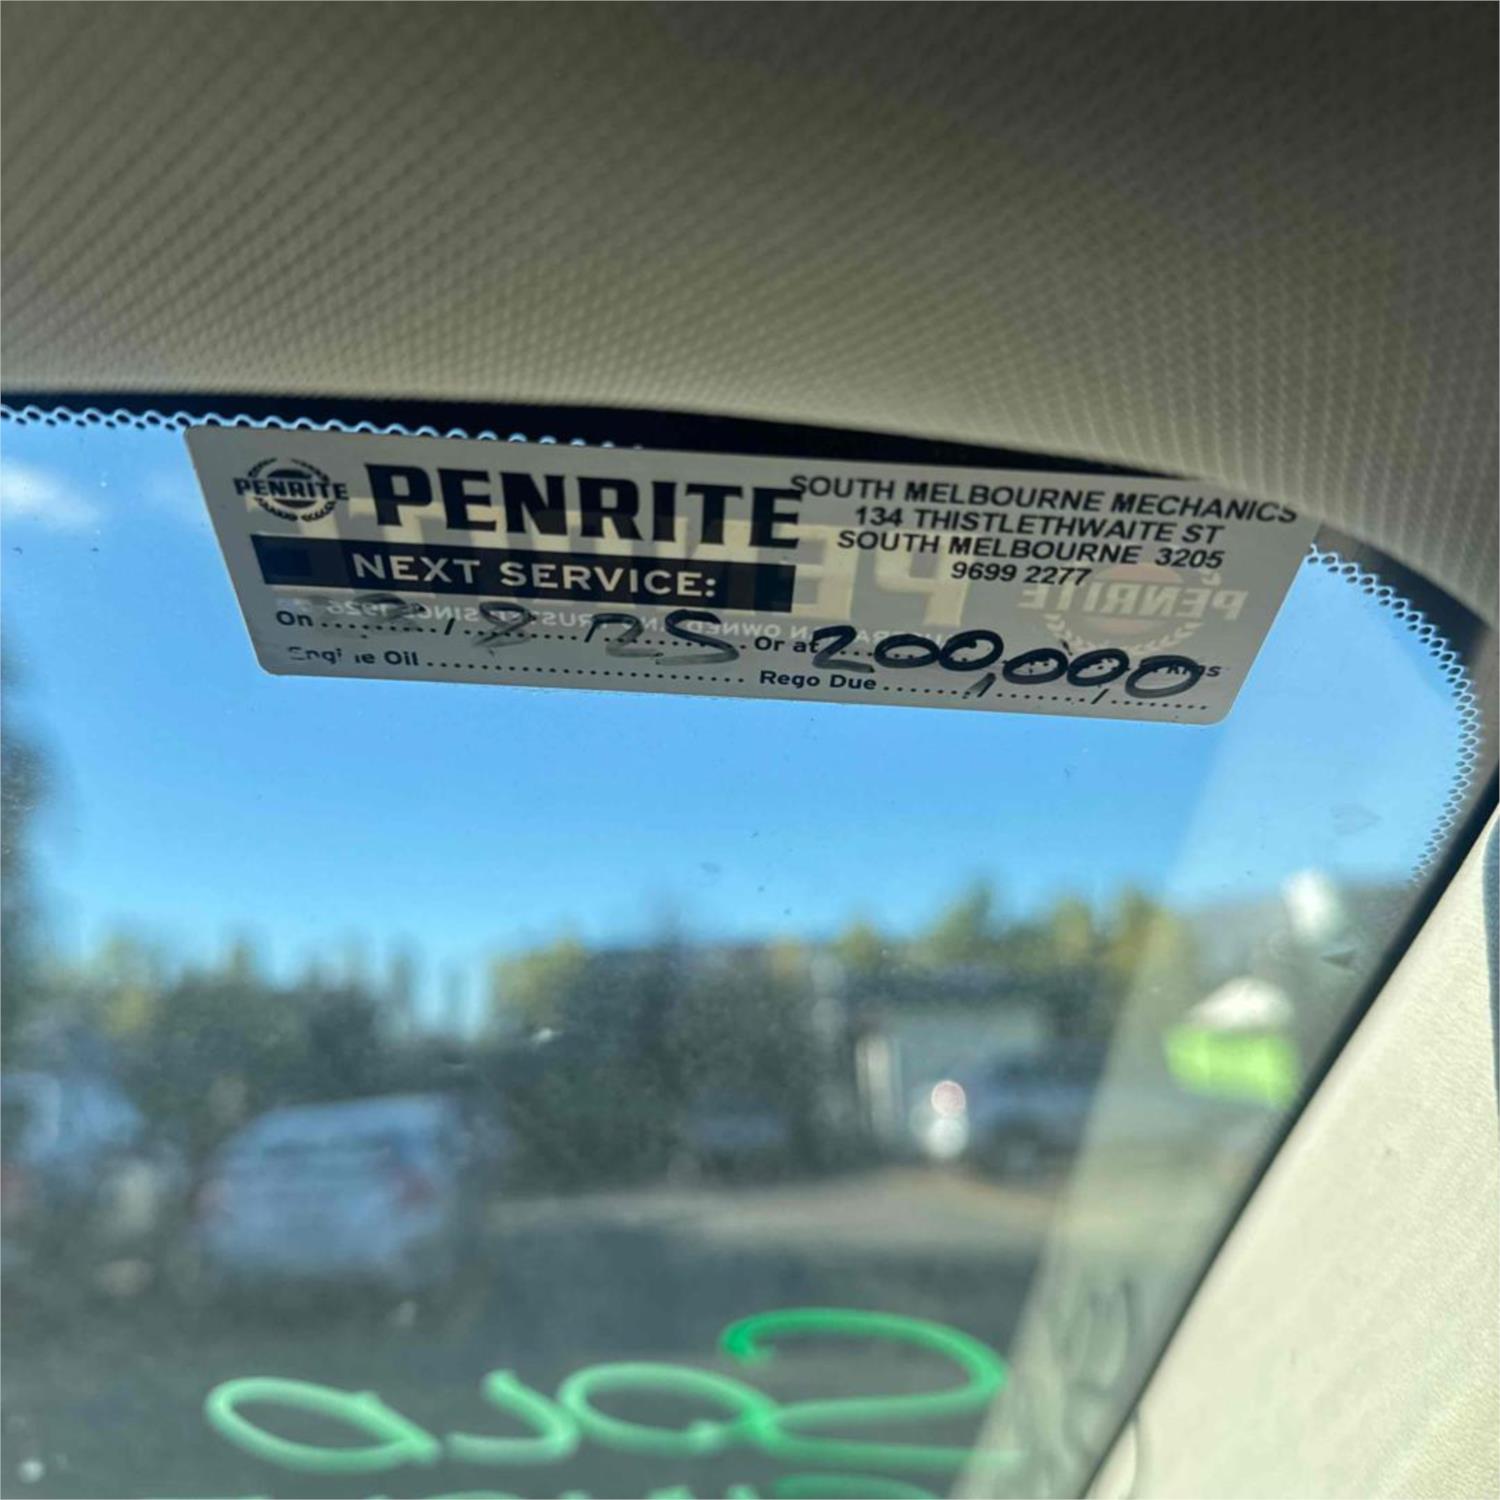 PENRITE PENRITE
SOUTH MELBOURNE MECHANICS
134 THISTLETHWAITE ST
SOUTH MELBOURNE 3205
9699 2277
NEXT SERVICE:
On / 8 / 25 Or at 200,000 Kms
Engine Oil Rego Due / /